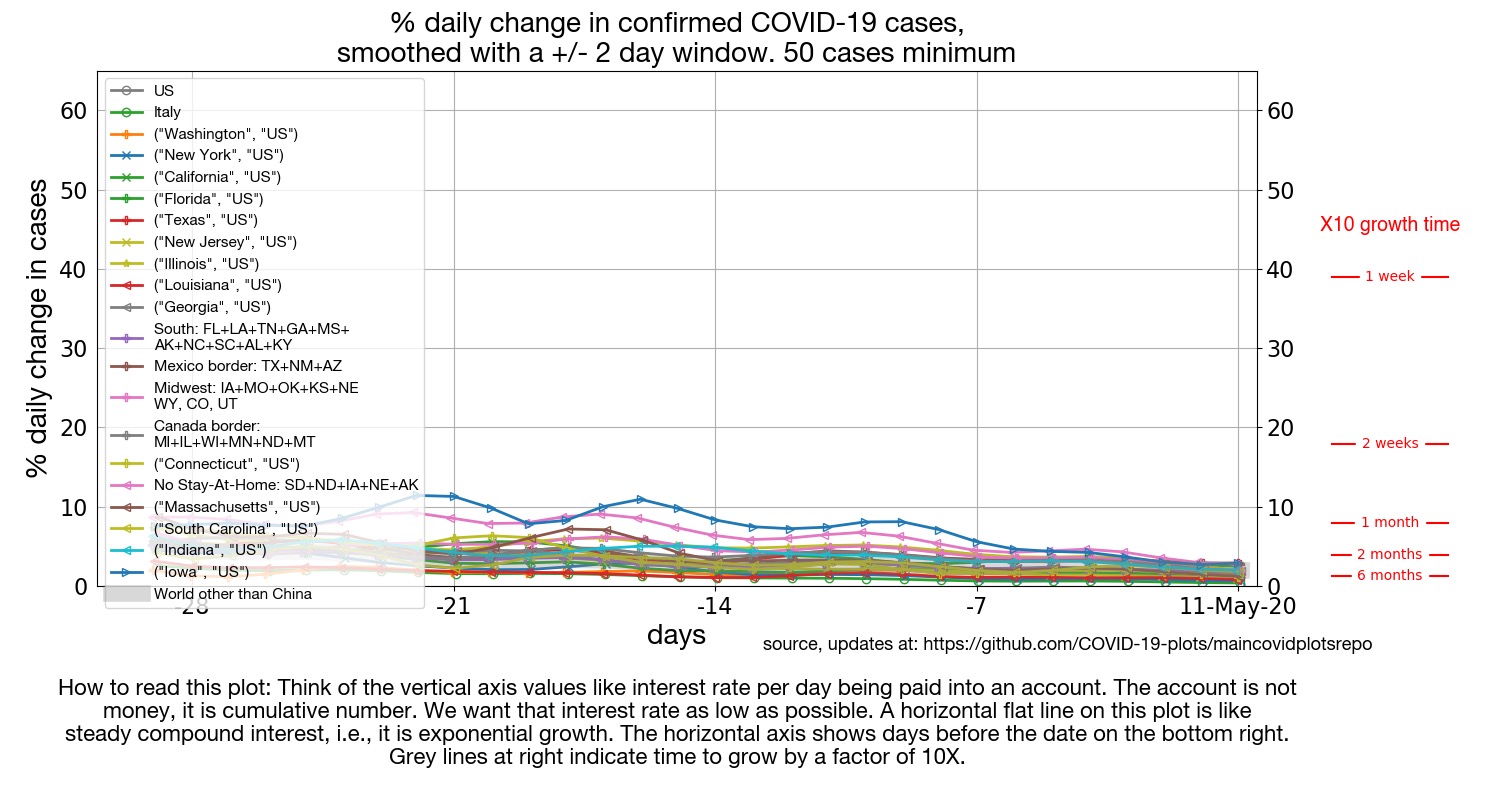 % daily change in confirmed COVID-19 cases,
smoothed with a +/- 2 day window. 50 cases minimum
% daily change in cases
60
50
40
30
20
10
0
US
Italy
("Washington", "US")
("New York", "US")
("California", "US")
("Florida", "US")
("Texas", "US")
("New Jersey", "US")
("Illinois", "US")
("Louisiana", "US")
("Georgia", "US")
South: FL+LA+TN+GA+MS+
AK+NC+SC+AL+KY
Mexico border: TX+NM+AZ
Midwest: IA+MO+OK+KS+NE
WY, CO, UT
Canada border:
MI+IL+WI+MN+ND+MT
("Connecticut", "US")
No Stay-At-Home: SD+ND+IA+NE+AK
("Massachusetts", "US")
("South Carolina", "US")
("Indiana", "US")
("Iowa", "US")
World other than China
60
50
40
30
20
10
0
X10 growth time
1 week
2 weeks
1 month
2 months
6 months
-28
-21
-14
-7
11-May-20
days
source, updates at: https://github.com/COVID-19-plots/maincovidplotsrepo
How to read this plot: Think of the vertical axis values like interest rate per day being paid into an account. The account is not
money, it is cumulative number. We want that interest rate as low as possible. A horizontal flat line on this plot is like
steady compound interest, i.e., it is exponential growth. The horizontal axis shows days before the date on the bottom right.
Grey lines at right indicate time to grow by a factor of 10X.